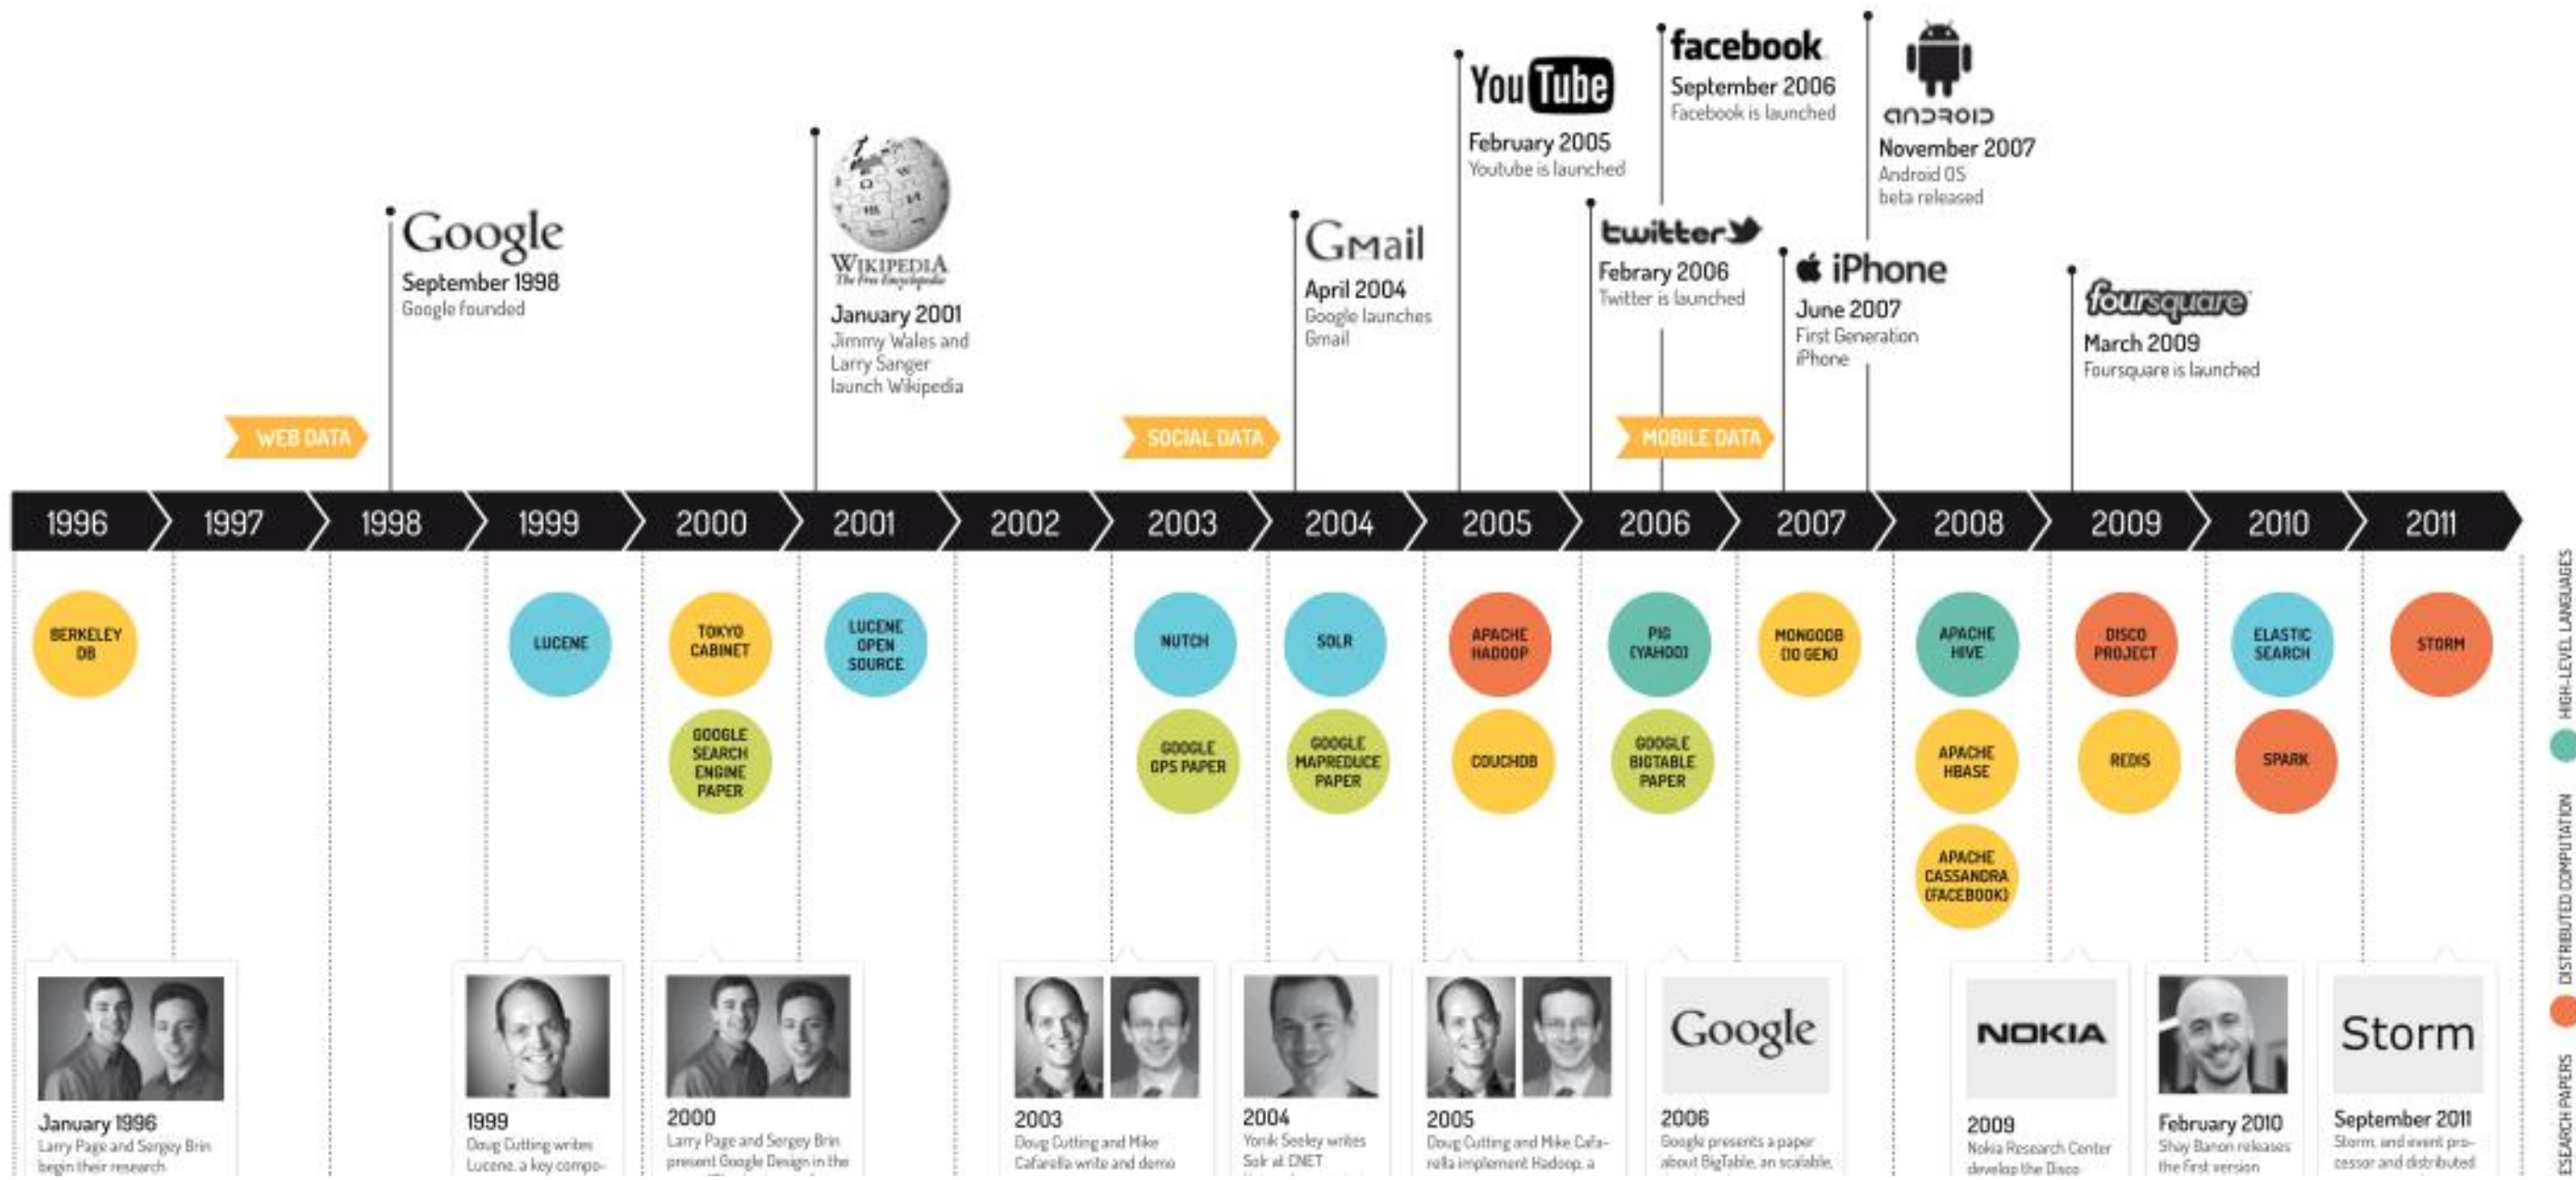 facebook
September 2006
Facebook is launched
You Tube
February 2005
Youtube is launched
ANDROID
November 2007
Android OS
beta released
Google
September 1998
Google founded
WIKIPEDIA
The Free Encyclopedia
January 2001
Jimmy Wales and
Larry Sanger
launch Wikipedia
GMail
April 2004
Google launches
Gmail
twitter
Febrary 2006
Twitter is launched
iPhone
June 2007
First Generation
iPhone
foursquare
March 2009
Foursquare is launched
WEB DATA
SOCIAL DATA
MOBILE DATA
1996 1997 1998 1999 2000 2001 2002 2003 2004 2005 2006 2007 2008 2009 2010 2011
BERKELEY
DB
LUCENE
TOKYO
CABINET
LUCENE
OPEN
SOURCE
NUTCH
SOLR
APACHE
HADOOP
PIG
(YAHOO)
MONGODB
(10 GEN)
APACHE
HIVE
DISCO
PROJECT
ELASTIC
SEARCH
STORM
GOOGLE
SEARCH
ENGINE
PAPER
GOOGLE
GPS PAPER
GOOGLE
MAPREDUCE
PAPER
COUCHDB
GOOGLE
BIGTABLE
PAPER
APACHE
HBASE
REDIS
SPARK
APACHE
CASSANDRA
(FACEBOOK)
HIGH-LEVEL LANGUAGES
DISTRIBUTED COMPUTATION
ESEARCH PAPERS
January 1996
Larry Page and Sergey Brin
begin their research
1999
Doug Cutting writes
Lucene, a key compo-
2000
Larry Page and Sergey Brin
present Google Design in the
2003
Doug Cutting and Mike
Cafarella write and demo
2004
Yonik Seeley writes
Solr at CNET
2005
Doug Cutting and Mike Cafa-
rella implement Hadoop, a
Google
2006
Google presents a paper
about BigTable, an scalable,
NOKIA
2009
Nokia Research Center
develop the Disco
February 2010
Shay Banon releases
the first version
Storm
September 2011
Storm, and event pro-
cessor and distributed